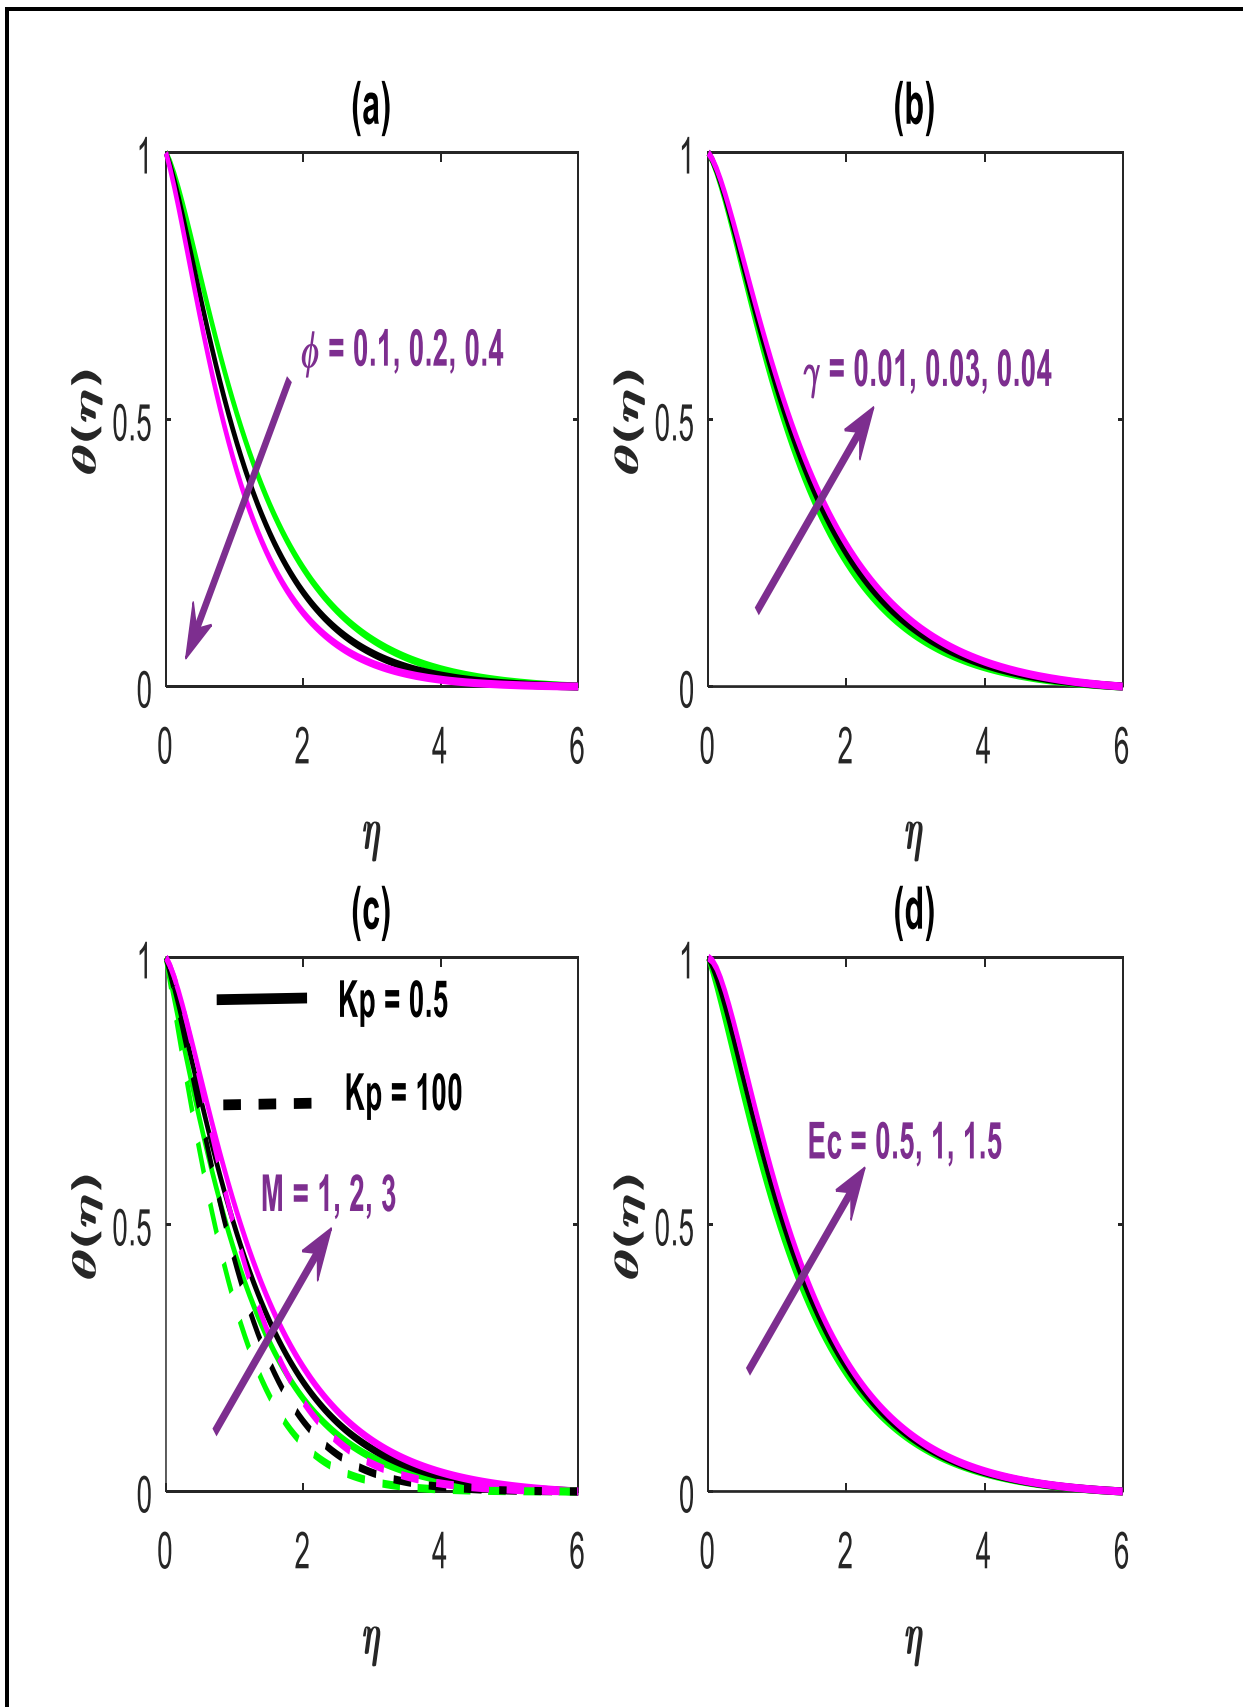 (a)
1
ϕ = 0.1, 0.2, 0.4
θ(η)
0.5
0
0 2 4 6
η
(b)
1
γ = 0.01, 0.03, 0.04
θ(η)
0.5
0
0 2 4 6
η
(c)
1
Kp = 0.5
Kp = 100
M = 1, 2, 3
θ(η)
0.5
0
0 2 4 6
η
(d)
1
Ec = 0.5, 1, 1.5
θ(η)
0.5
0
0 2 4 6
η